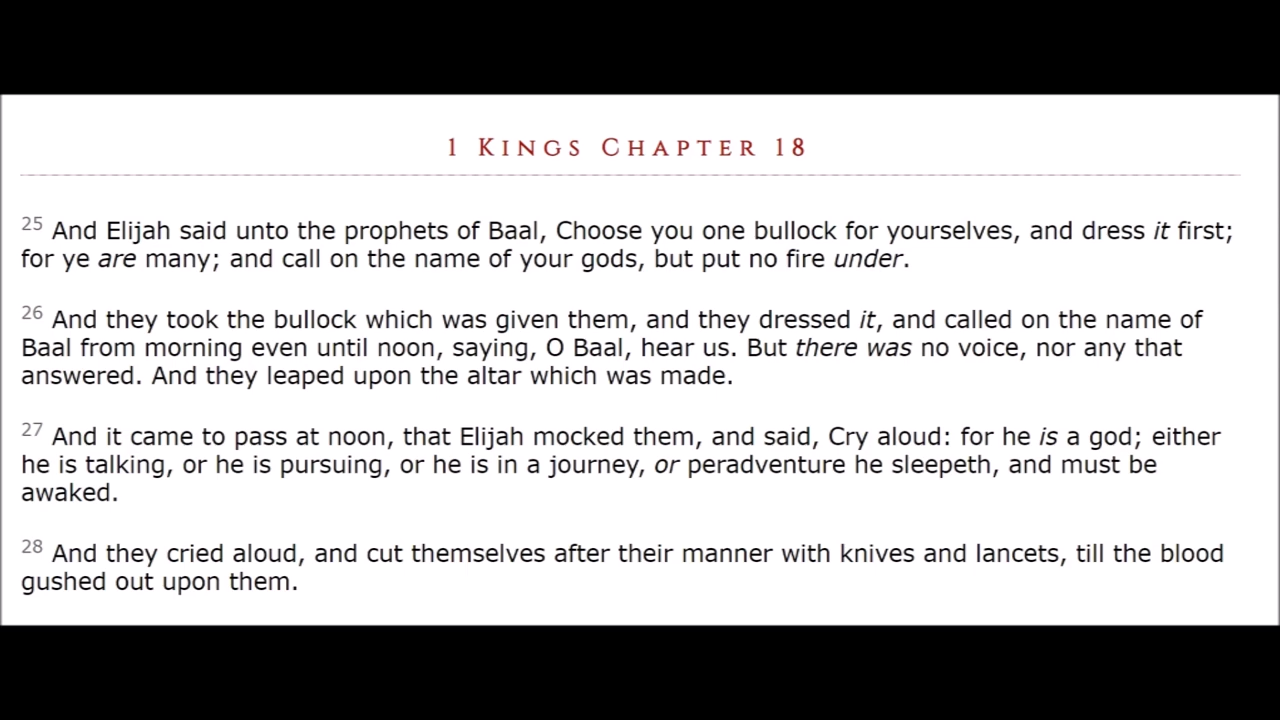 1 Kings Chapter 18
25 And Elijah said unto the prophets of Baal, Choose you one bullock for yourselves, and dress it first;
for ye are many; and call on the name of your gods, but put no fire under.
26 And they took the bullock which was given them, and they dressed it, and called on the name of
Baal from morning even until noon, saying, O Baal, hear us. But there was no voice, nor any that
answered. And they leaped upon the altar which was made.
27 And it came to pass at noon, that Elijah mocked them, and said, Cry aloud: for he is a god; either
he is talking, or he is pursuing, or he is in a journey, or peradventure he sleepeth, and must be
awaked.
28 And they cried aloud, and cut themselves after their manner with knives and lancets, till the blood
gushed out upon them.